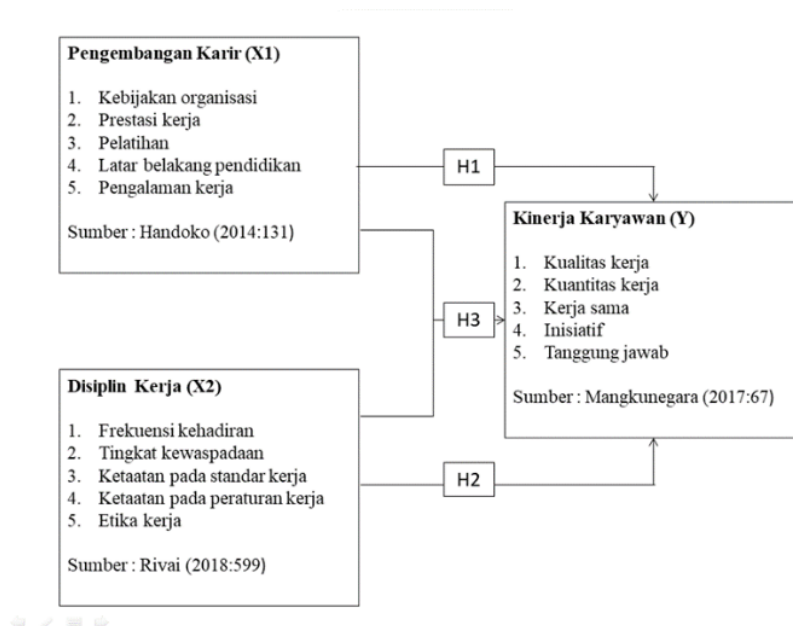 Pengembangan Karir (X1)
1. Kebijakan organisasi
2. Prestasi kerja
3. Pelatihan
4. Latar belakang pendidikan
5. Pengalaman kerja
Sumber : Handoko (2014:131)
H1
Kinerja Karyawan (Y)
1. Kualitas kerja
2. Kuantitas kerja
3. Kerja sama
4. Inisiatif
5. Tanggung jawab
Sumber : Mangkunegara (2017:67)
H3
Disiplin Kerja (X2)
1. Frekuensi kehadiran
2. Tingkat kewaspadaan
3. Ketaatan pada standar kerja
4. Ketaatan pada peraturan kerja
5. Etika kerja
Sumber : Rivai (2018:599)
H2